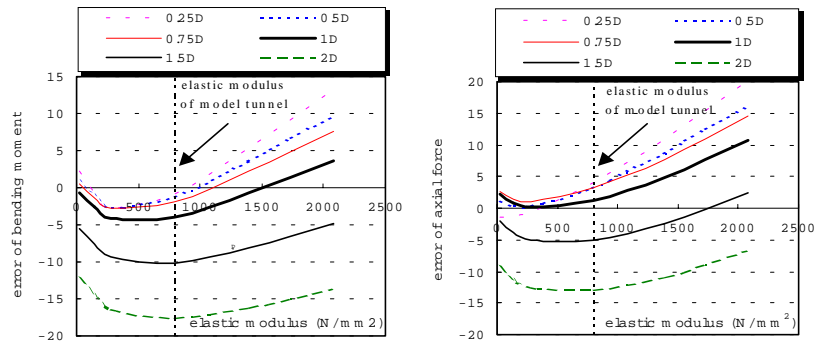 0.25D 0.5D
0.75D 1D
1.5D 2D
15
10
5
0
-5
-10
-15
-20
0 500 1000 1500 2000 2500
error of bending moment
elastic modulus
of model tunnel
elastic modulus (N/mm2)
0.25D 0.5D
0.75D 1D
1.5D 2D
20
15
10
5
0
-5
-10
-15
0 500 1000 1500 2000 2500
error of axial force
elastic modulus
of model tunnel
elastic modulus (N/mm²)